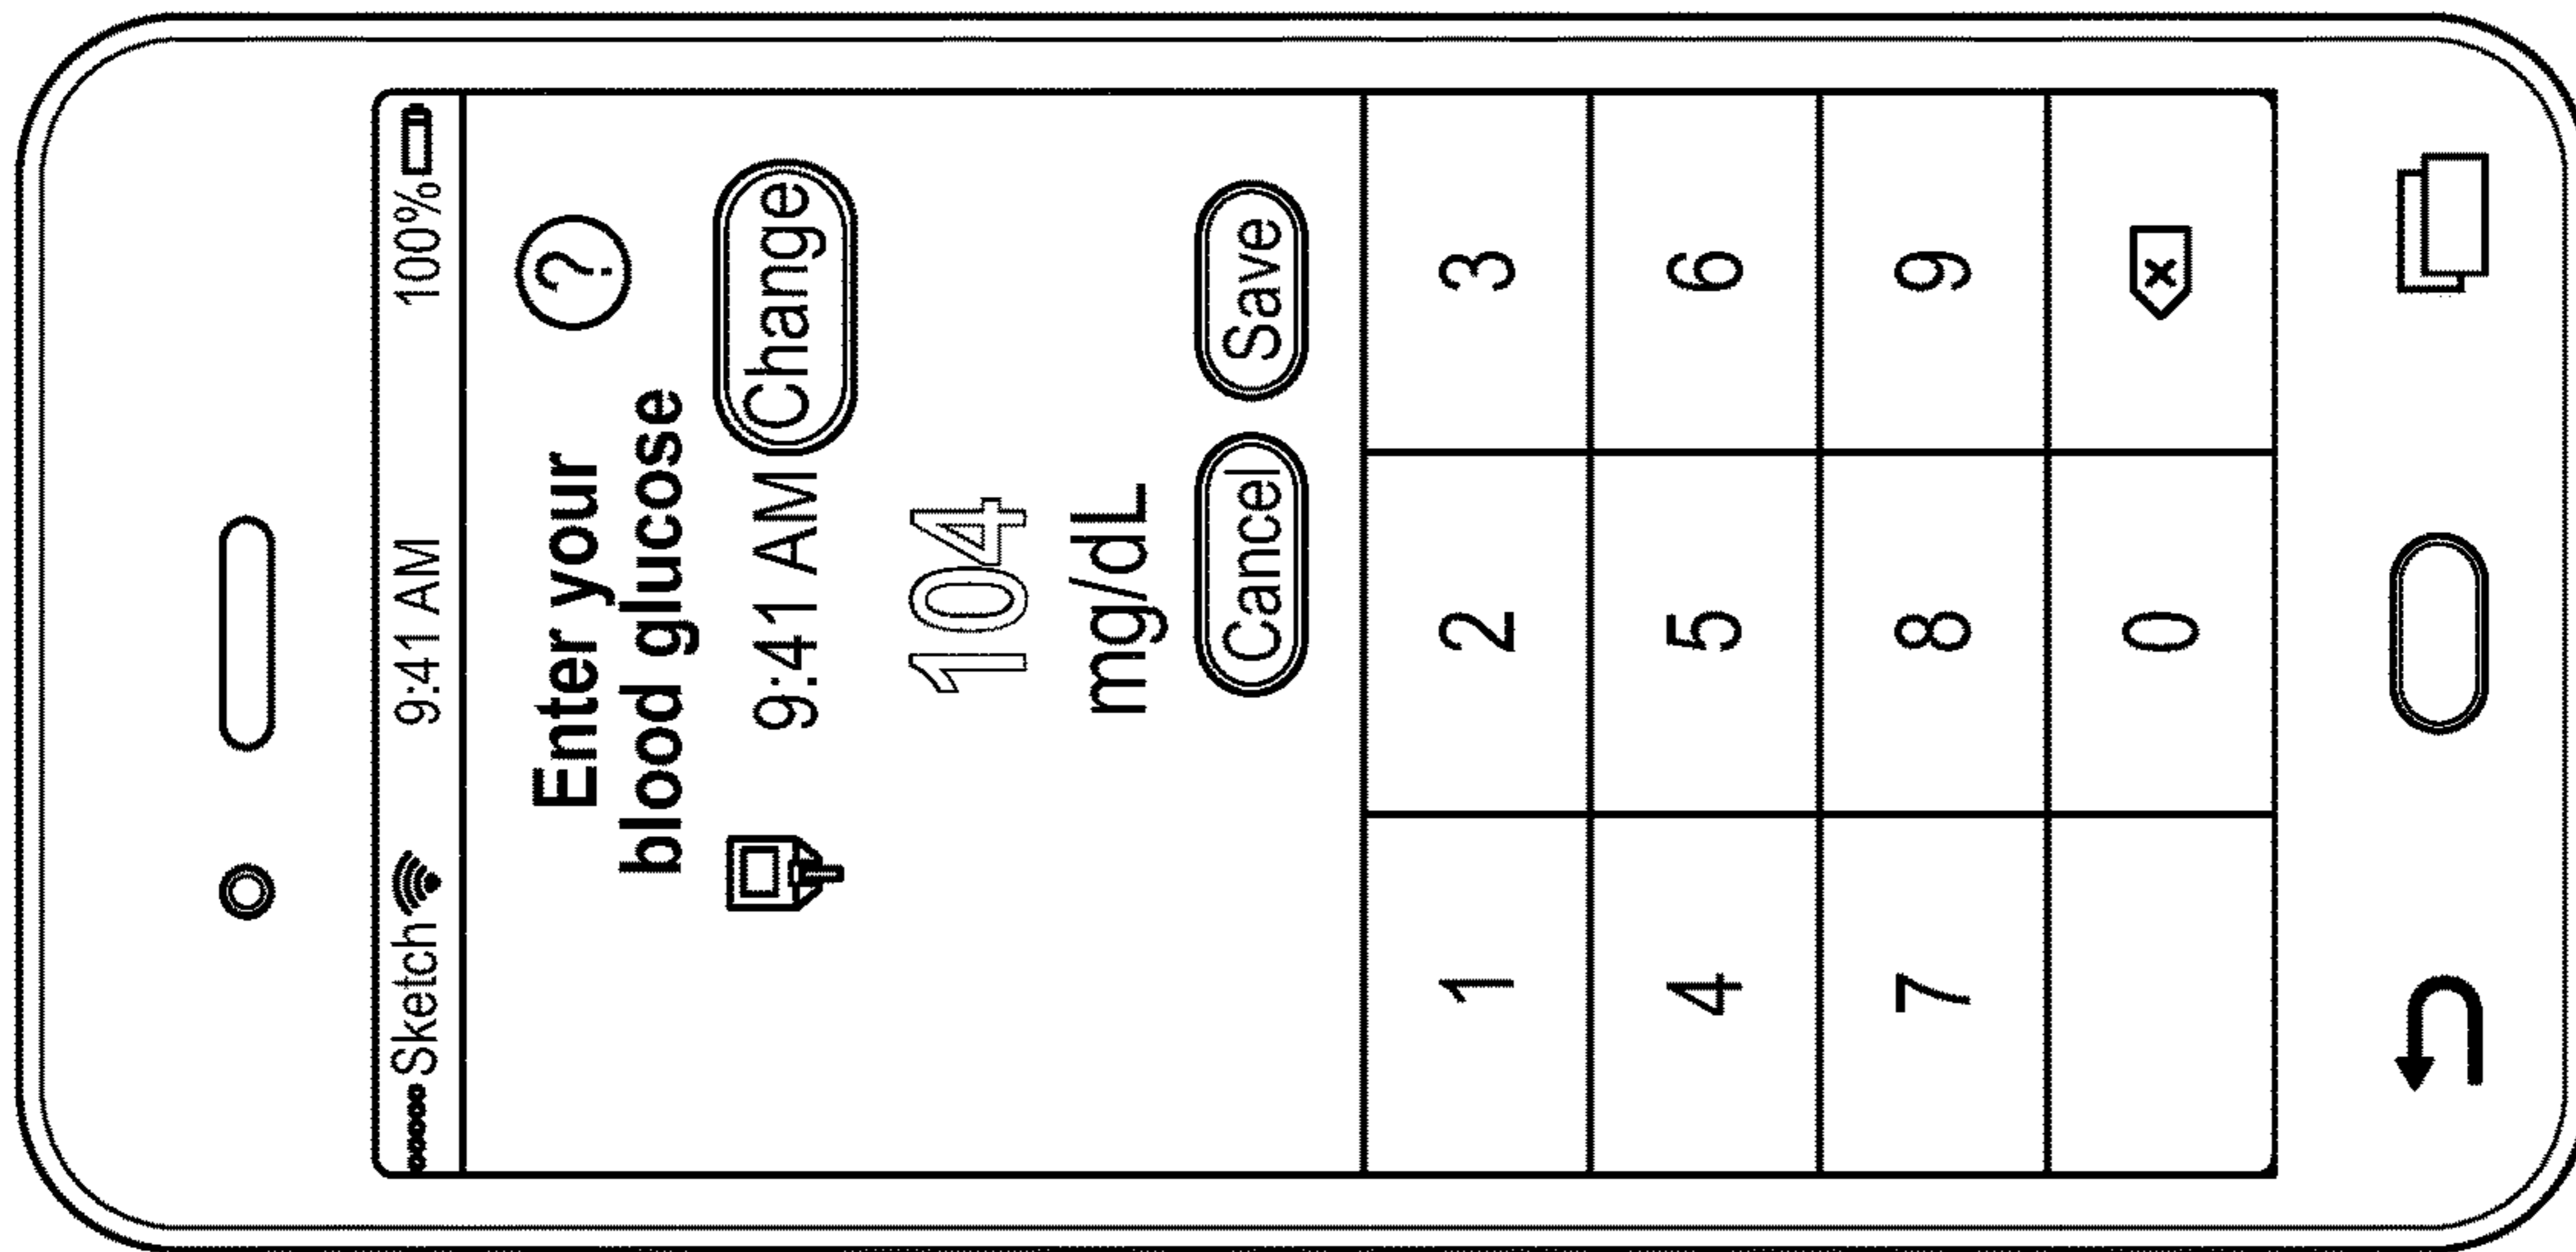 Sketch 9:41 AM 100%
?
Enter your
blood glucose
9:41 AM Change
104
mg/dL
Cancel Save
1 2 3
4 5 6
7 8 9
0 x